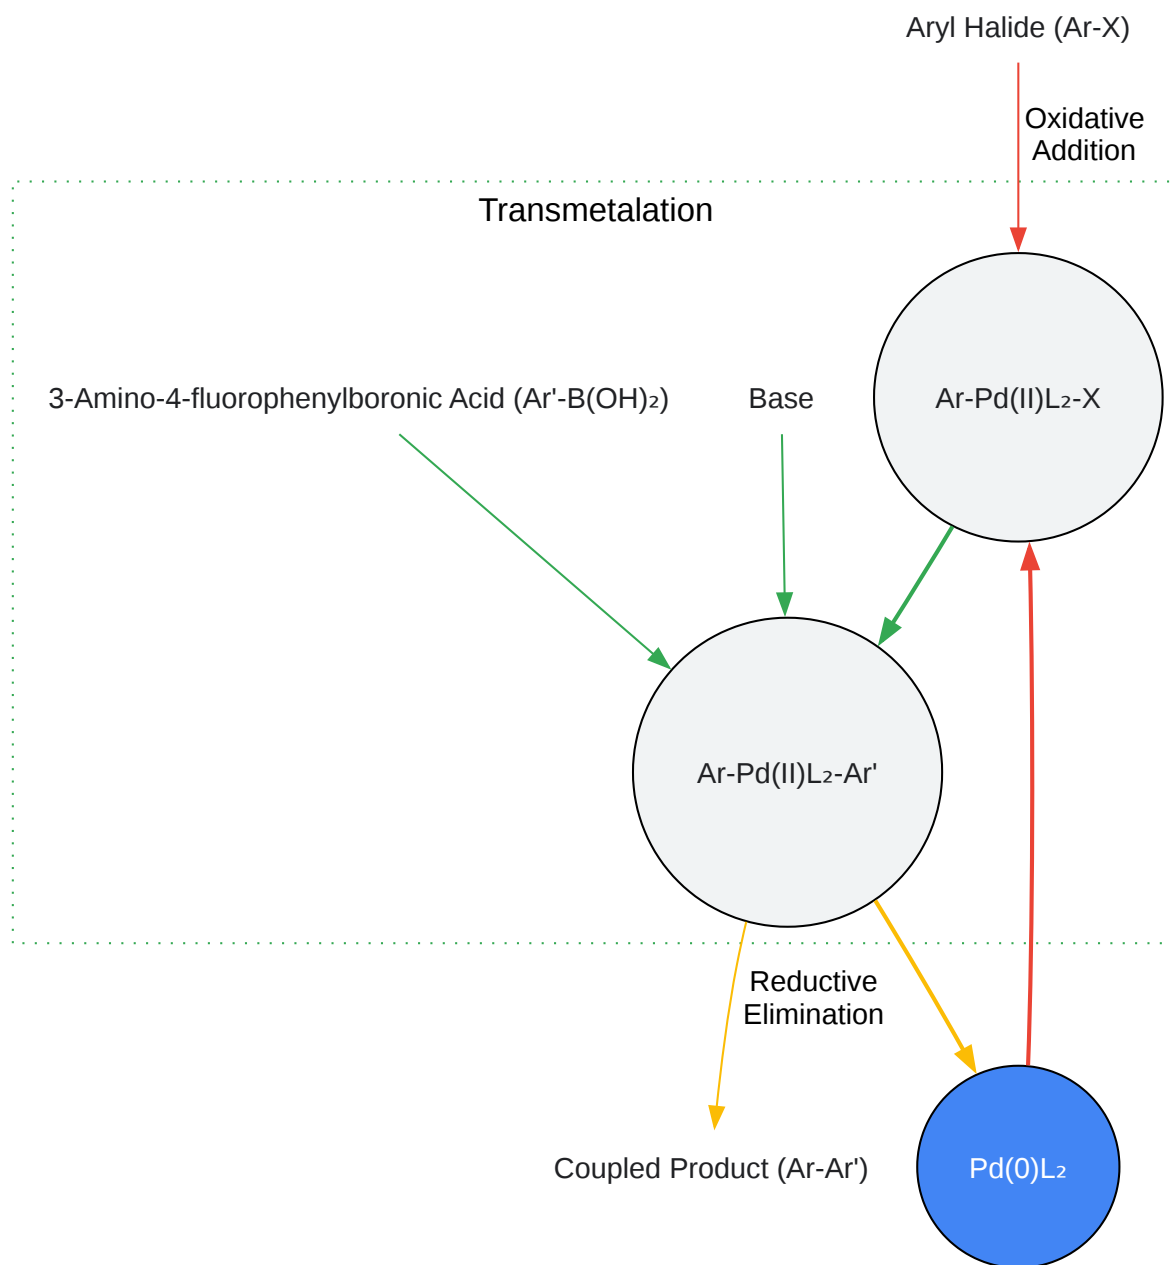 Aryl Halide (Ar-X)
Oxidative
Addition
Transmetalation
3-Amino-4-fluorophenylboronic Acid (Ar'-B(OH)₂)
Base
Ar-Pd(II)L₂-X
Ar-Pd(II)L₂-Ar'
Reductive
Elimination
Coupled Product (Ar-Ar')
Pd(0)L₂